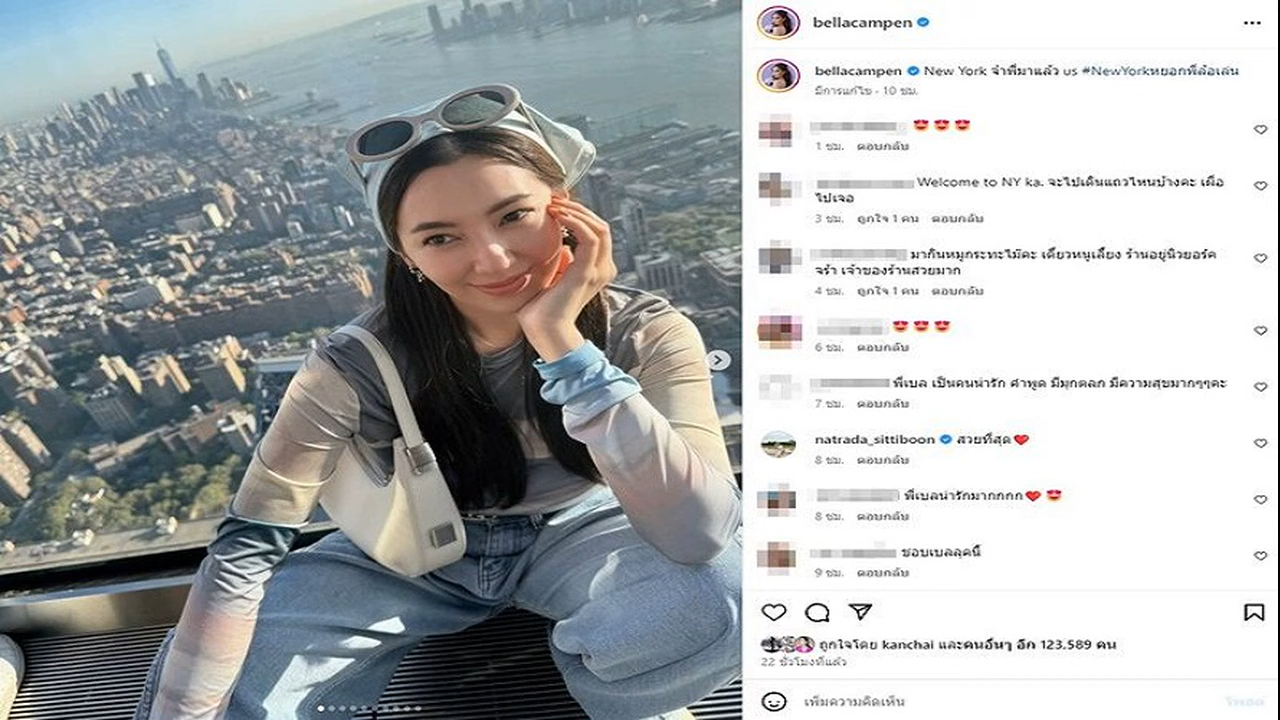 bellacampen
bellacampen New York จ๋าพี่มาแล้ว us #NewYorkหยอกพี่ล้อเล่น
มีการแก้ไข · 10 ชม.
1 ชม. ตอบกลับ
Welcome to NY ka. จะไปเดินแถวไหนบ้างคะ เผื่อ
ไปเจอ
3 ชม. ถูกใจ 1 คน ตอบกลับ
มากินหมูกระทะไม๊คะ เดี๋ยวหนูเลี้ยง ร้านอยู่นิวยอร์ค
จร้า เจ้าของร้านสวยมาก
4 ชม. ถูกใจ 1 คน ตอบกลับ
6 ชม. ตอบกลับ
พี่เบล เป็นคนน่ารัก คำพูด มีมุกตลก มีความสุขมากๆๆคะ
7 ชม. ตอบกลับ
natrada_sittiboon สวยที่สุด❤️
8 ชม. ตอบกลับ
พี่เบลน่ารักมากกกก❤️😍
8 ชม. ตอบกลับ
ชอบเบลลุคนี้
9 ชม. ตอบกลับ
ถูกใจโดย kanchai และคนอื่นๆ อีก 123,589 คน
22 ชั่วโมงที่แล้ว
เพิ่มความคิดเห็น
โพสต์